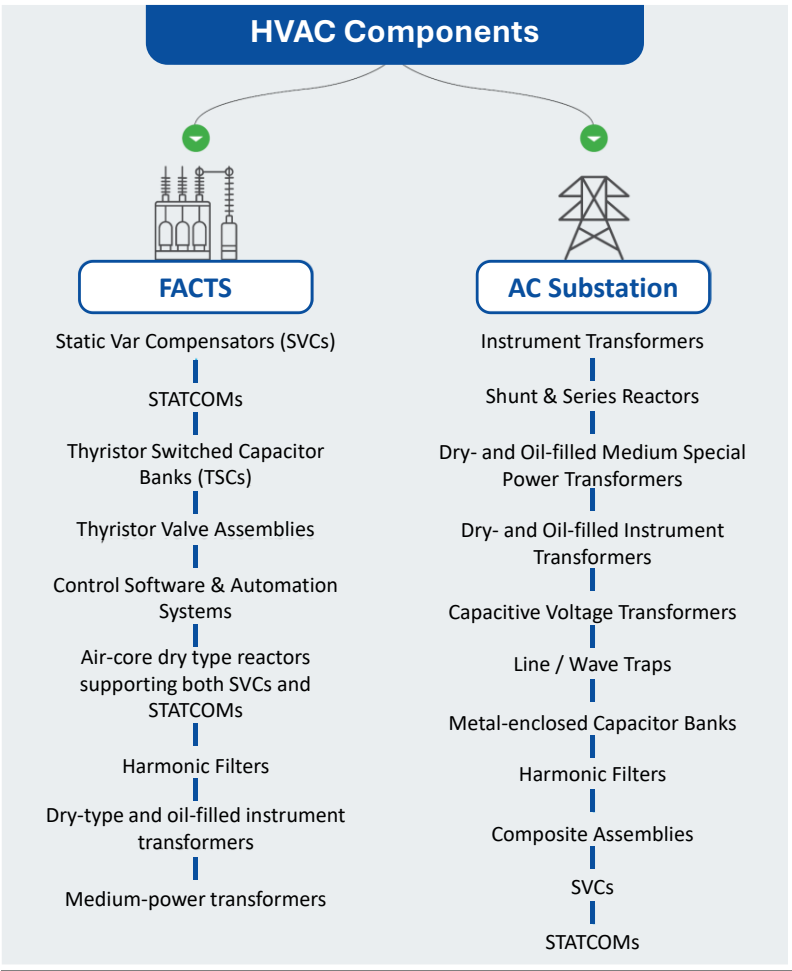 HVAC Components
FACTS
Static Var Compensators (SVCs)
STATCOMs
Thyristor Switched Capacitor
Banks (TSCs)
Thyristor Valve Assemblies
Control Software & Automation
Systems
Air-core dry type reactors
supporting both SVCs and
STATCOMs
Harmonic Filters
Dry-type and oil-filled instrument
transformers
Medium-power transformers
AC Substation
Instrument Transformers
Shunt & Series Reactors
Dry- and Oil-filled Medium Special
Power Transformers
Dry- and Oil-filled Instrument
Transformers
Capacitive Voltage Transformers
Line / Wave Traps
Metal-enclosed Capacitor Banks
Harmonic Filters
Composite Assemblies
SVCs
STATCOMs